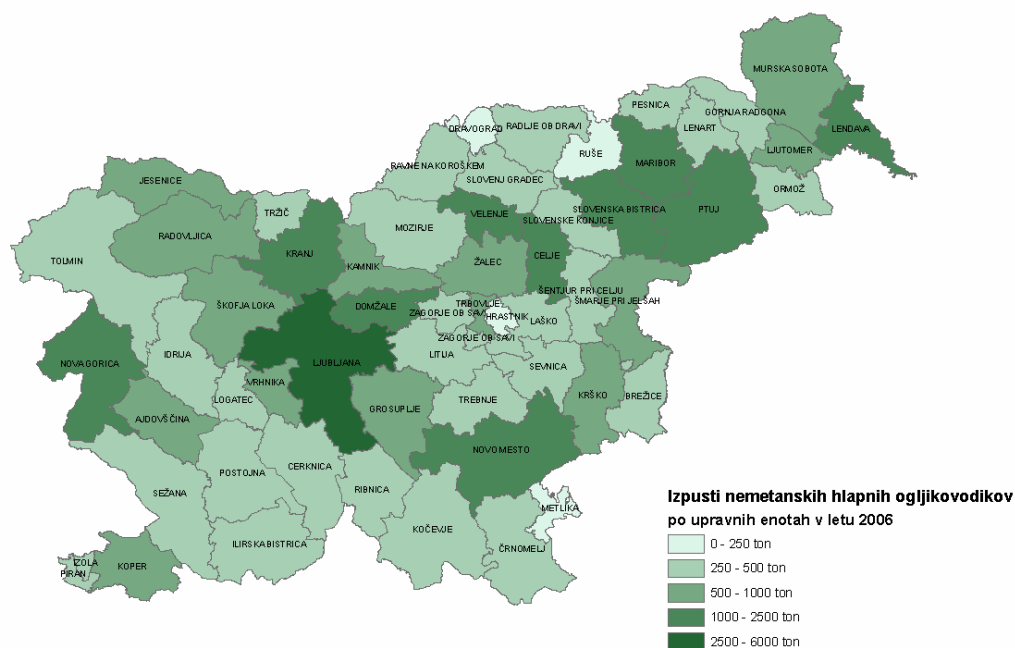 MURSKA SOBOTA
PESNICA
GORNJA RADGONA
DRAVOGRAD
RADLJE OB DRAVI
LENART
LENDAVA
RUŠE
LJUTOMER
MARIBOR
RAVNE NA KOROŠKEM
SLOVENJ GRADEC
JESENICE
ORMOŽ
TRŽIČ
VELENJE
SLOVENSKA BISTRICA
PTUJ
SLOVENSKE KONJICE
MOZIRJE
RADOVLJICA
KRANJ
CELJE
TOLMIN
KAMNIK
ŽALEC
ŠENTJUR PRI CELJU
ŠKOFJA LOKA
DOMŽALE
TRBOVLJE
ŠMARJE PRI JELŠAH
ZAGORJE OB SAVI
HRASTNIK
LAŠKO
ZAGORJE OB SAVI
NOVA GORICA
IDRIJA
LJUBLJANA
LITIJA
SEVNICA
VRHNIKA
LOGATEC
GROSUPLJE
TREBNJE
KRŠKO
BREŽICE
AJDOVŠČINA
NOVO MESTO
CERKNICA
POSTOJNA
SEŽANA
RIBNICA
METLIKA
KOČEVJE
ILIRSKA BISTRICA
ČRNOMELJ
IZOLA
PIRAN
KOPER
Izpusti nemetanskih hlapnih ogljikovodikov
po upravnih enotah v letu 2006
0 - 250 ton
250 - 500 ton
500 - 1000 ton
1000 - 2500 ton
2500 - 6000 ton